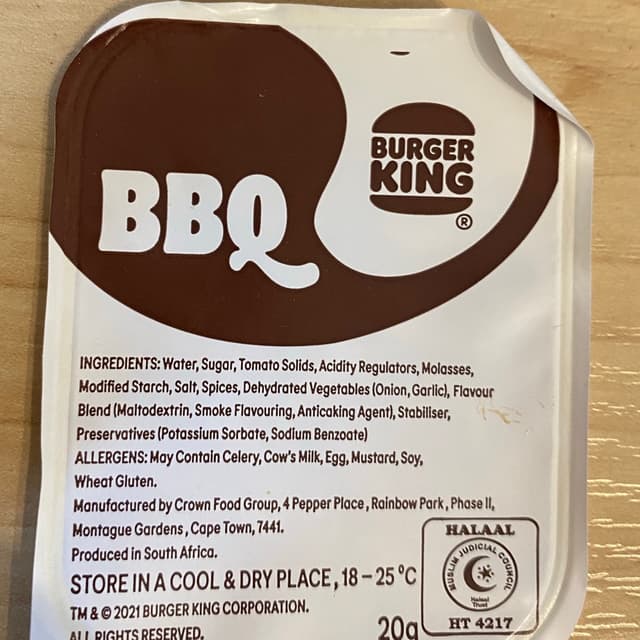 BURGER
KING
®
BBQ
INGREDIENTS: Water, Sugar, Tomato Solids, Acidity Regulators, Molasses,
Modified Starch, Salt, Spices, Dehydrated Vegetables (Onion, Garlic), Flavour
Blend (Maltodextrin, Smoke Flavouring, Anticaking Agent), Stabiliser,
Preservatives (Potassium Sorbate, Sodium Benzoate)
ALLERGENS: May Contain Celery, Cow's Milk, Egg, Mustard, Soy,
Wheat Gluten.
Manufactured by Crown Food Group, 4 Pepper Place, Rainbow Park, Phase II,
Montague Gardens, Cape Town, 7441.
Produced in South Africa.
STORE IN A COOL & DRY PLACE, 18 – 25 °C
TM & © 2021 BURGER KING CORPORATION.
ALL RIGHTS RESERVED.
20g
HALAAL
MUSLIM JUDICIAL COUNCIL
Halaal
Trust
HT 4217